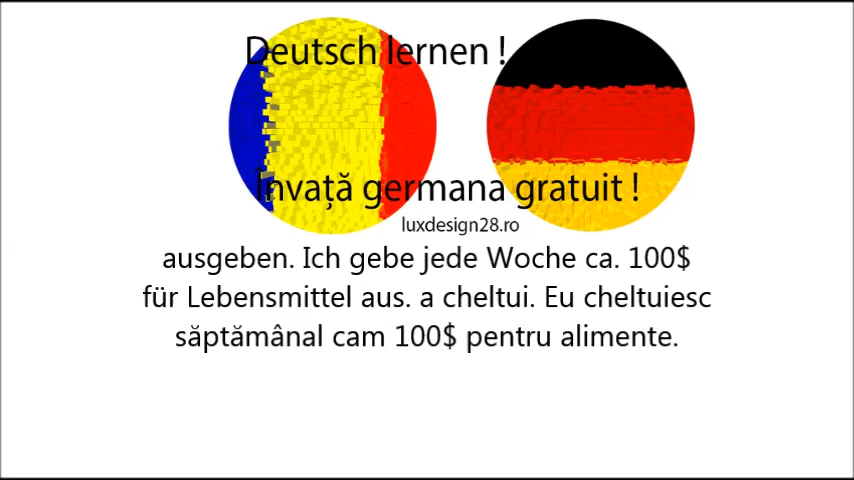 Deutsch lernen !
Învață germana gratuit !
luxdesign28.ro
ausgeben. Ich gebe jede Woche ca. 100$
für Lebensmittel aus. a cheltui. Eu cheltuiesc
săptămânal cam 100$ pentru alimente.